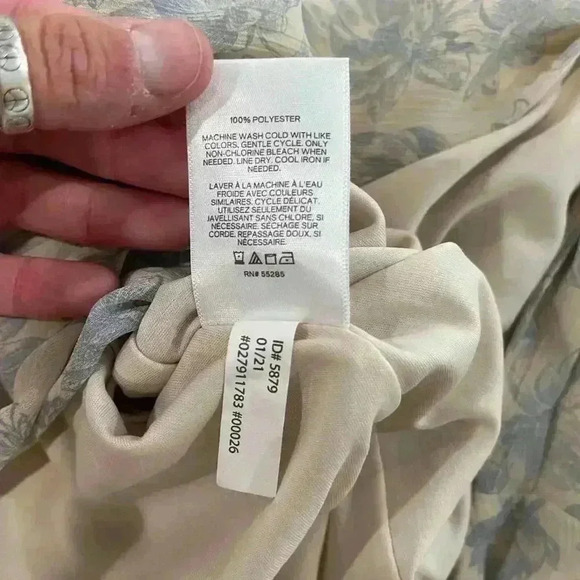 100% POLYESTER
MACHINE WASH COLD WITH LIKE
COLORS. GENTLE CYCLE. ONLY
NON-CHLORINE BLEACH WHEN
NEEDED. LINE DRY. COOL IRON IF
NEEDED.
LAVER À LA MACHINE À L'EAU
FROIDE AVEC COULEURS
SIMILAIRES. CYCLE DÉLICAT.
UTILISEZ SEULEMENT DU
JAVELLISANT SANS CHLORE, SI
NÉCESSAIRE. SÉCHAGE SUR
CORDE. REPASSAGE DOUX, SI
NÉCESSAIRE.
RN# 55285
ID# 5879
01/21
#027911783 #00026